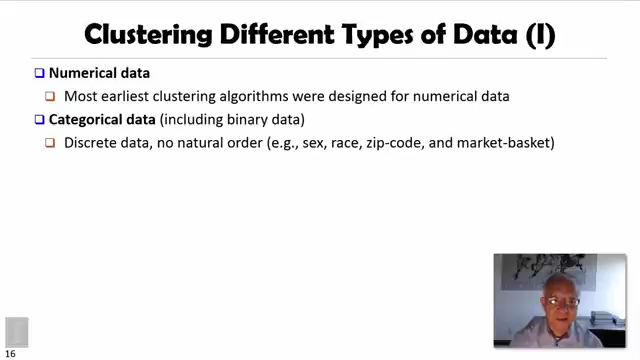 Clustering Different Types of Data (I)
Numerical data
Most earliest clustering algorithms were designed for numerical data
Categorical data (including binary data)
Discrete data, no natural order (e.g., sex, race, zip-code, and market-basket)
16